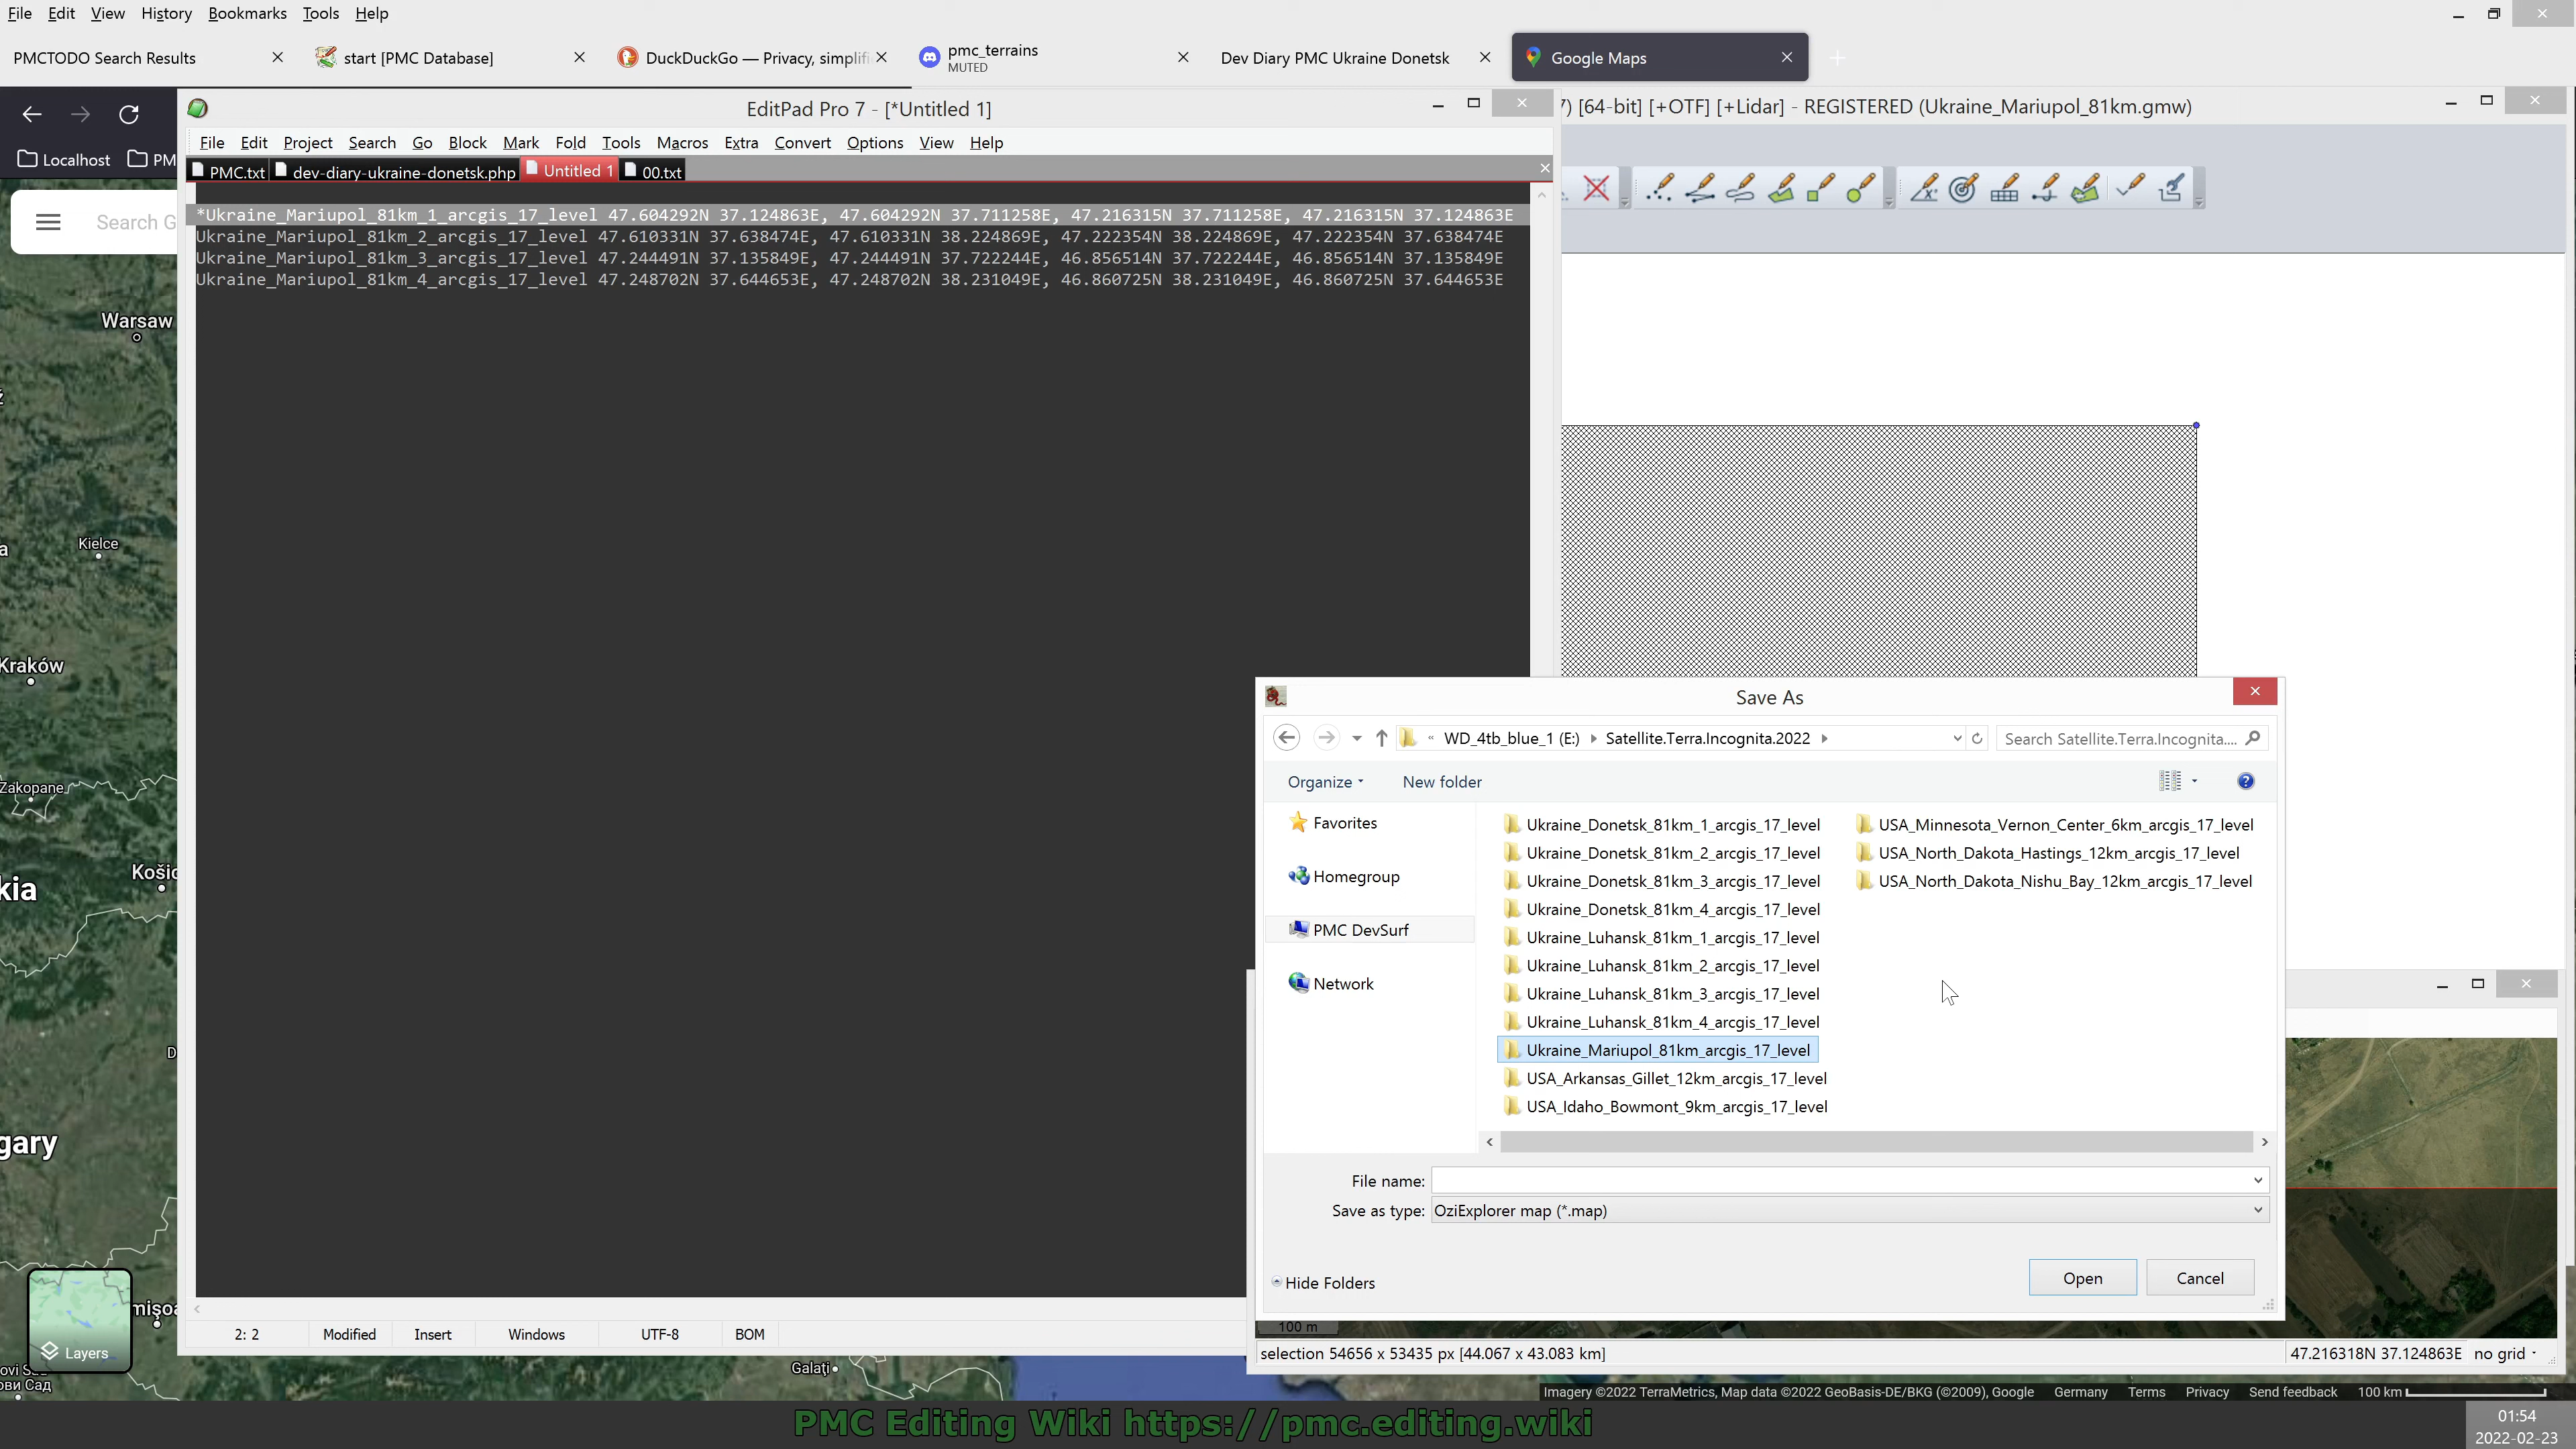 File Edit View History Bookmarks Tools Help
PMCTODO Search Results
start [PMC Database]
DuckDuckGo — Privacy, simplifi
pmc_terrains
MUTED
Dev Diary PMC Ukraine Donetsk
Google Maps
EditPad Pro 7 - [*Untitled 1]
7) [64-bit] [+OTF] [+Lidar] - REGISTERED (Ukraine_Mariupol_81km.gmw)
File Edit Project Search Go Block Mark Fold Tools Macros Extra Convert Options View Help
Localhost PM
PMC.txt dev-diary-ukraine-donetsk.php Untitled 1 00.txt
Search G
*Ukraine_Mariupol_81km_1_arcgis_17_level 47.604292N 37.124863E, 47.604292N 37.711258E, 47.216315N 37.711258E, 47.216315N 37.124863E
Ukraine_Mariupol_81km_2_arcgis_17_level 47.610331N 37.638474E, 47.610331N 38.224869E, 47.222354N 38.224869E, 47.222354N 37.638474E
Ukraine_Mariupol_81km_3_arcgis_17_level 47.244491N 37.135849E, 47.244491N 37.722244E, 46.856514N 37.722244E, 46.856514N 37.135849E
Ukraine_Mariupol_81km_4_arcgis_17_level 47.248702N 37.644653E, 47.248702N 38.231049E, 46.860725N 38.231049E, 46.860725N 37.644653E
Warsaw
Kielce
Kraków
Zakopane
Košic
kia
gary
mișoa
Layers
ови Сад
Galați
Save As
« WD_4tb_blue_1 (E:) Satellite.Terra.Incognita.2022
Search Satellite.Terra.Incognita....
Organize New folder
Favorites
Homegroup
PMC DevSurf
Network
Ukraine_Donetsk_81km_1_arcgis_17_level
Ukraine_Donetsk_81km_2_arcgis_17_level
Ukraine_Donetsk_81km_3_arcgis_17_level
Ukraine_Donetsk_81km_4_arcgis_17_level
Ukraine_Luhansk_81km_1_arcgis_17_level
Ukraine_Luhansk_81km_2_arcgis_17_level
Ukraine_Luhansk_81km_3_arcgis_17_level
Ukraine_Luhansk_81km_4_arcgis_17_level
Ukraine_Mariupol_81km_arcgis_17_level
USA_Arkansas_Gillet_12km_arcgis_17_level
USA_Idaho_Bowmont_9km_arcgis_17_level
USA_Minnesota_Vernon_Center_6km_arcgis_17_level
USA_North_Dakota_Hastings_12km_arcgis_17_level
USA_North_Dakota_Nishu_Bay_12km_arcgis_17_level
File name:
Save as type: OziExplorer map (*.map)
Hide Folders
Open Cancel
2: 2 Modified Insert Windows UTF-8 BOM
100 m
selection 54656 x 53435 px [44.067 x 43.083 km]
47.216318N 37.124863E no grid
Imagery ©2022 TerraMetrics, Map data ©2022 GeoBasis-DE/BKG (©2009), Google Germany Terms Privacy Send feedback 100 km
PMC Editing Wiki https://pmc.editing.wiki
01:54
2022-02-23